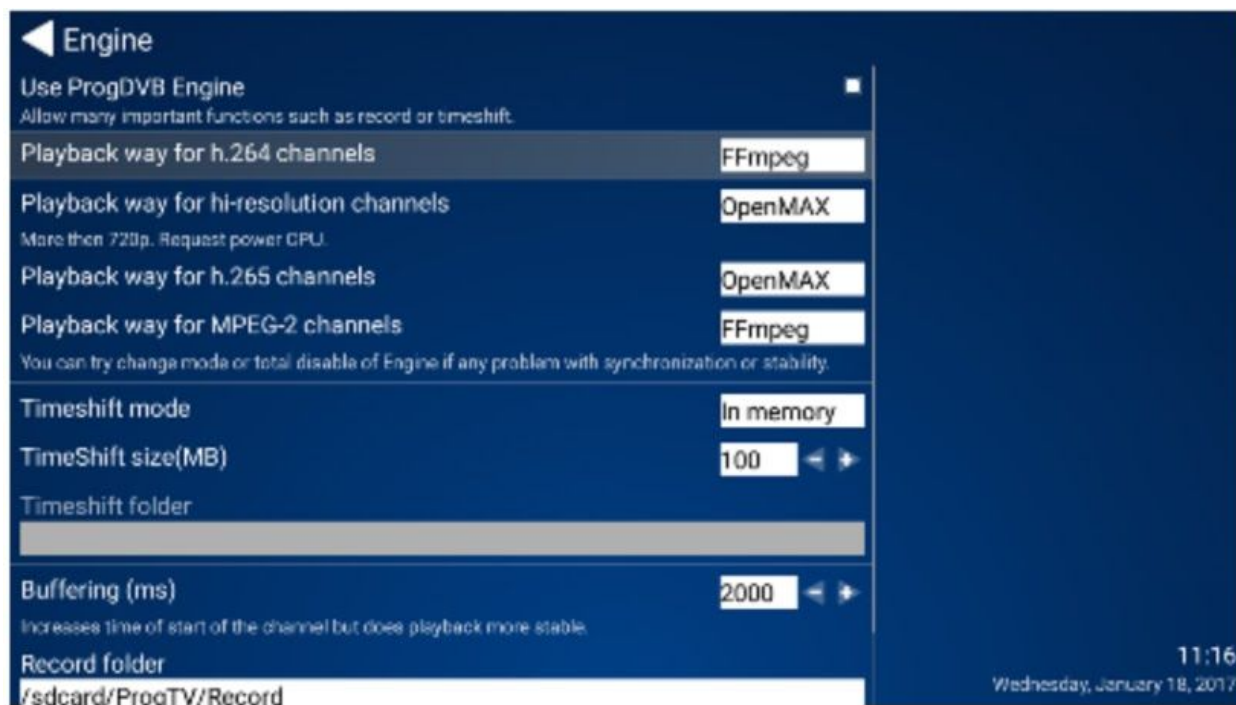 Engine
Use ProgDVB Engine
Allow many important functions such as record or timeshift.
Playback way for h.264 channels FFmpeg
Playback way for hi-resolution channels OpenMAX
More then 720p. Request power CPU.
Playback way for h.265 channels OpenMAX
Playback way for MPEG-2 channels FFmpeg
You can try change mode or total disable of Engine if any problem with synchronization or stability.
Timeshift mode In memory
TimeShift size(MB) 100
Timeshift folder
Buffering (ms) 2000
Increases time of start of the channel but does playback more stable.
Record folder
/sdcard/ProgTV/Record
11:16
Wednesday, January 18, 2017